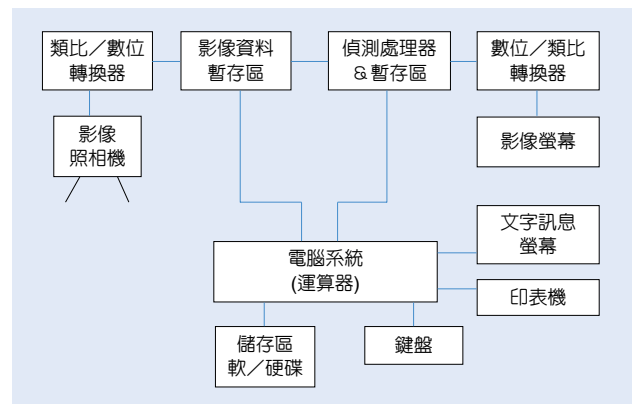 類比／數位
轉換器
影像資料
暫存區
偵測處理器
&暫存區
數位／類比
轉換器
影像
照相機
影像螢幕
電腦系統
(運算器)
文字訊息
螢幕
印表機
儲存區
軟／硬碟
鍵盤